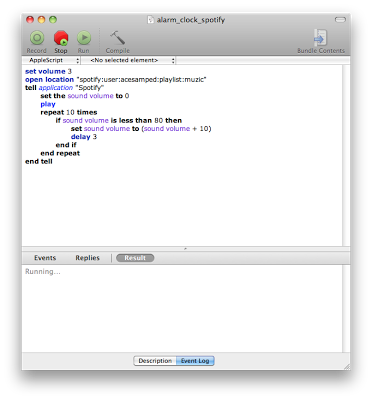 alarm_clock_spotify
Record Stop Run Compile Bundle Contents
AppleScript <No selected element>
set volume 3
open location "spotify:user:acesamped:playlist:muzic"
tell application "Spotify"
set the sound volume to 0
play
repeat 10 times
if sound volume is less than 80 then
set sound volume to (sound volume + 10)
delay 3
end if
end repeat
end tell
Events Replies Result
Running...
Description Event Log